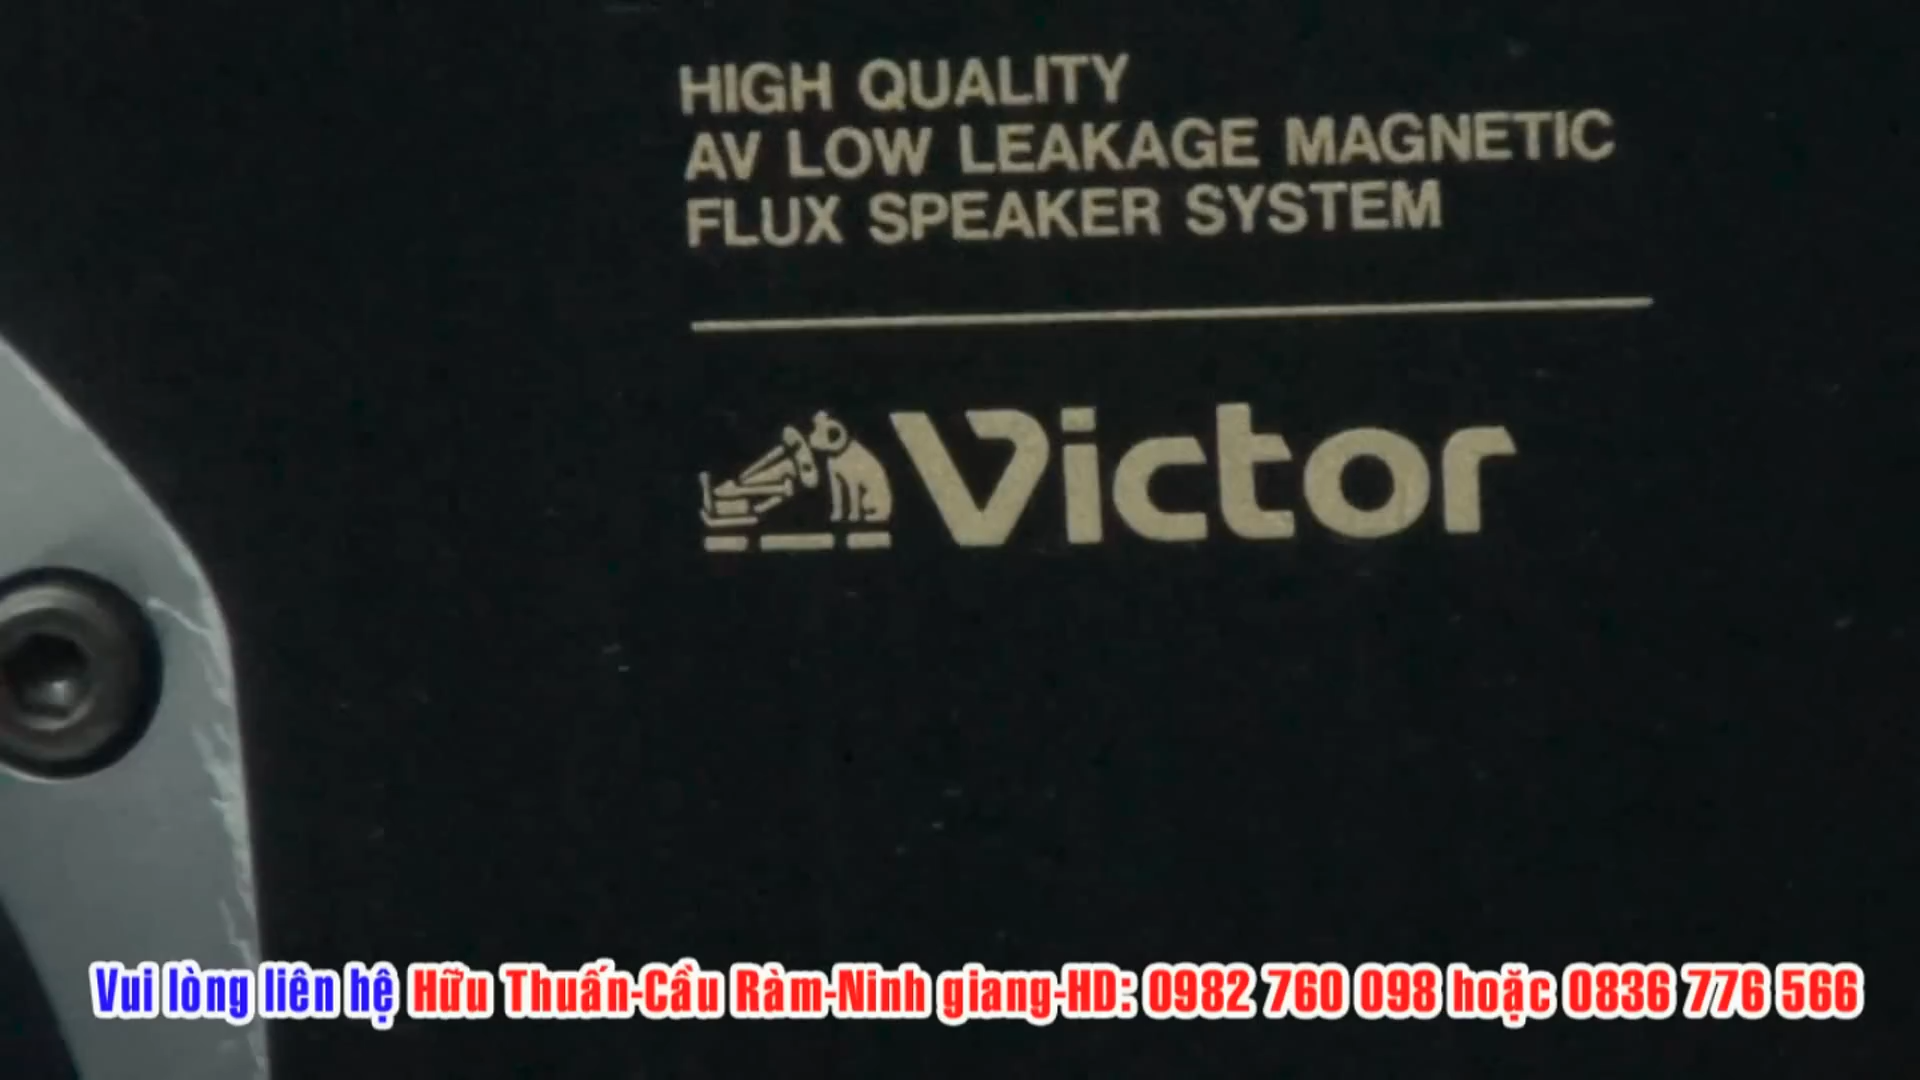 HIGH QUALITY
AV LOW LEAKAGE MAGNETIC
FLUX SPEAKER SYSTEM
Victor
Vui lòng liên hệ Hữu Thuấn-Cầu Ràm-Ninh giang-HD: 0982 760 098 hoặc 0836 776 566